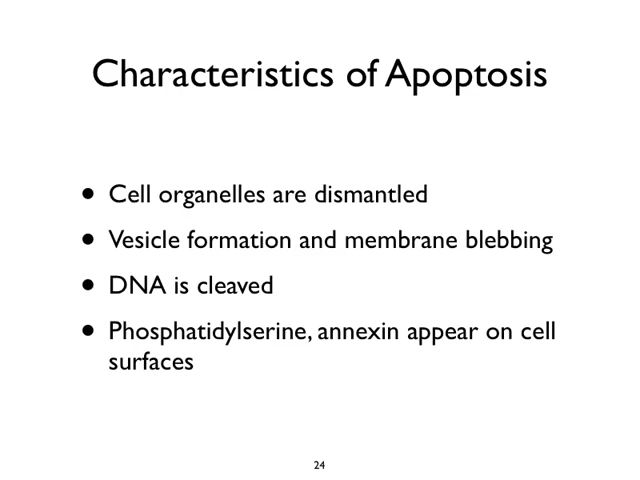 Characteristics of Apoptosis
• Cell organelles are dismantled
• Vesicle formation and membrane blebbing
• DNA is cleaved
• Phosphatidylserine, annexin appear on cell
surfaces
24